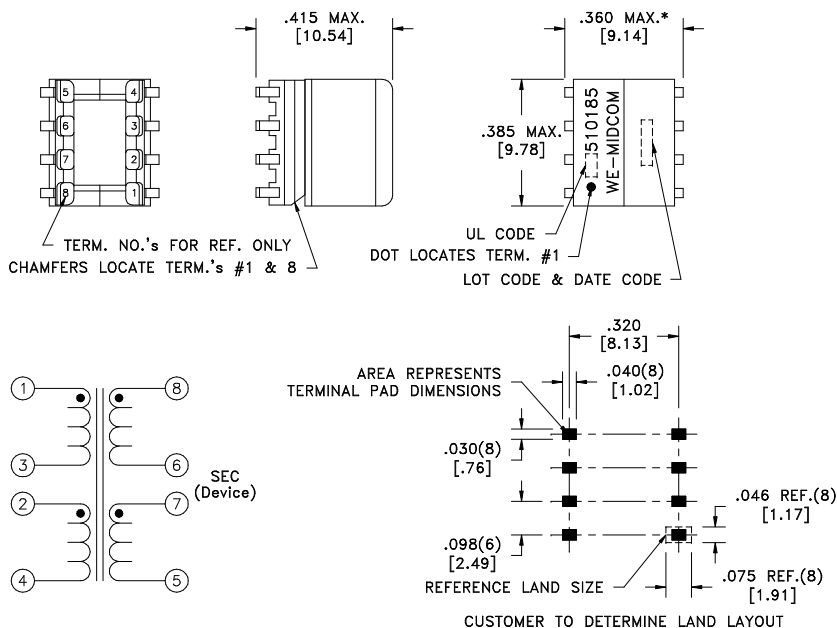 .415 MAX.
[10.54]
.360 MAX.*
[9.14]
5
4
6
3
7
2
8
1
.385 MAX.
[9.78]
510185
WE-MIDCOM
TERM. NO.'s FOR REF. ONLY
CHAMFERS LOCATE TERM.'s #1 & 8
UL CODE
DOT LOCATES TERM. #1
LOT CODE & DATE CODE
1
8
3
6
2
7
4
5
SEC
(Device)
.320
[8.13]
AREA REPRESENTS
TERMINAL PAD DIMENSIONS
.040(8)
[1.02]
.030(8)
[.76]
.098(6)
[2.49]
.046 REF.(8)
[1.17]
REFERENCE LAND SIZE
.075 REF.(8)
[1.91]
CUSTOMER TO DETERMINE LAND LAYOUT